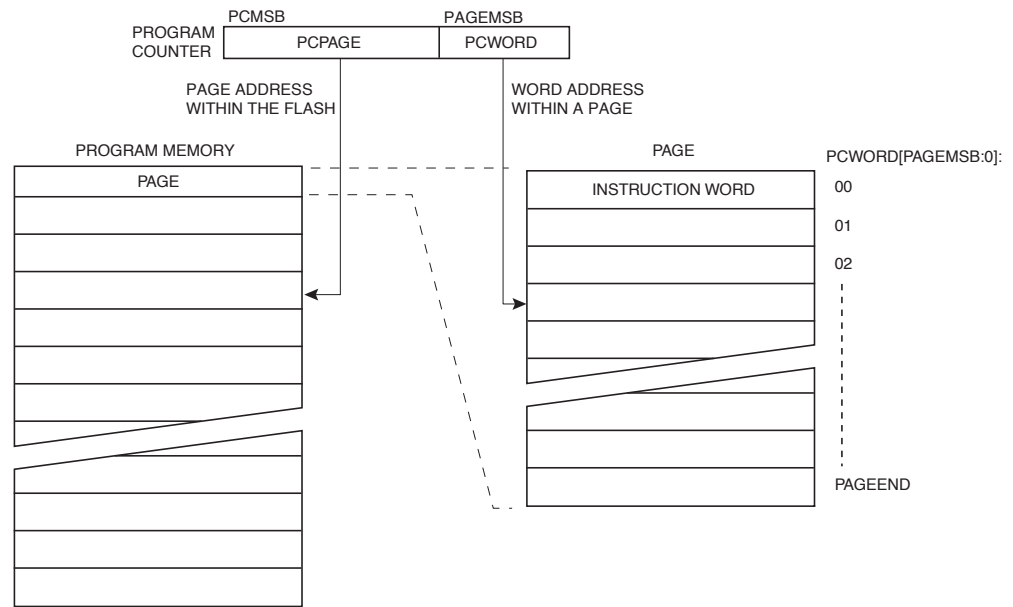 PCMSB
PAGEMSB
PROGRAM
COUNTER
PCPAGE
PCWORD
PAGE ADDRESS
WITHIN THE FLASH
WORD ADDRESS
WITHIN A PAGE
PROGRAM MEMORY
PAGE
PAGE
PCWORD[PAGEMSB:0]:
INSTRUCTION WORD
00
01
02
PAGEEND